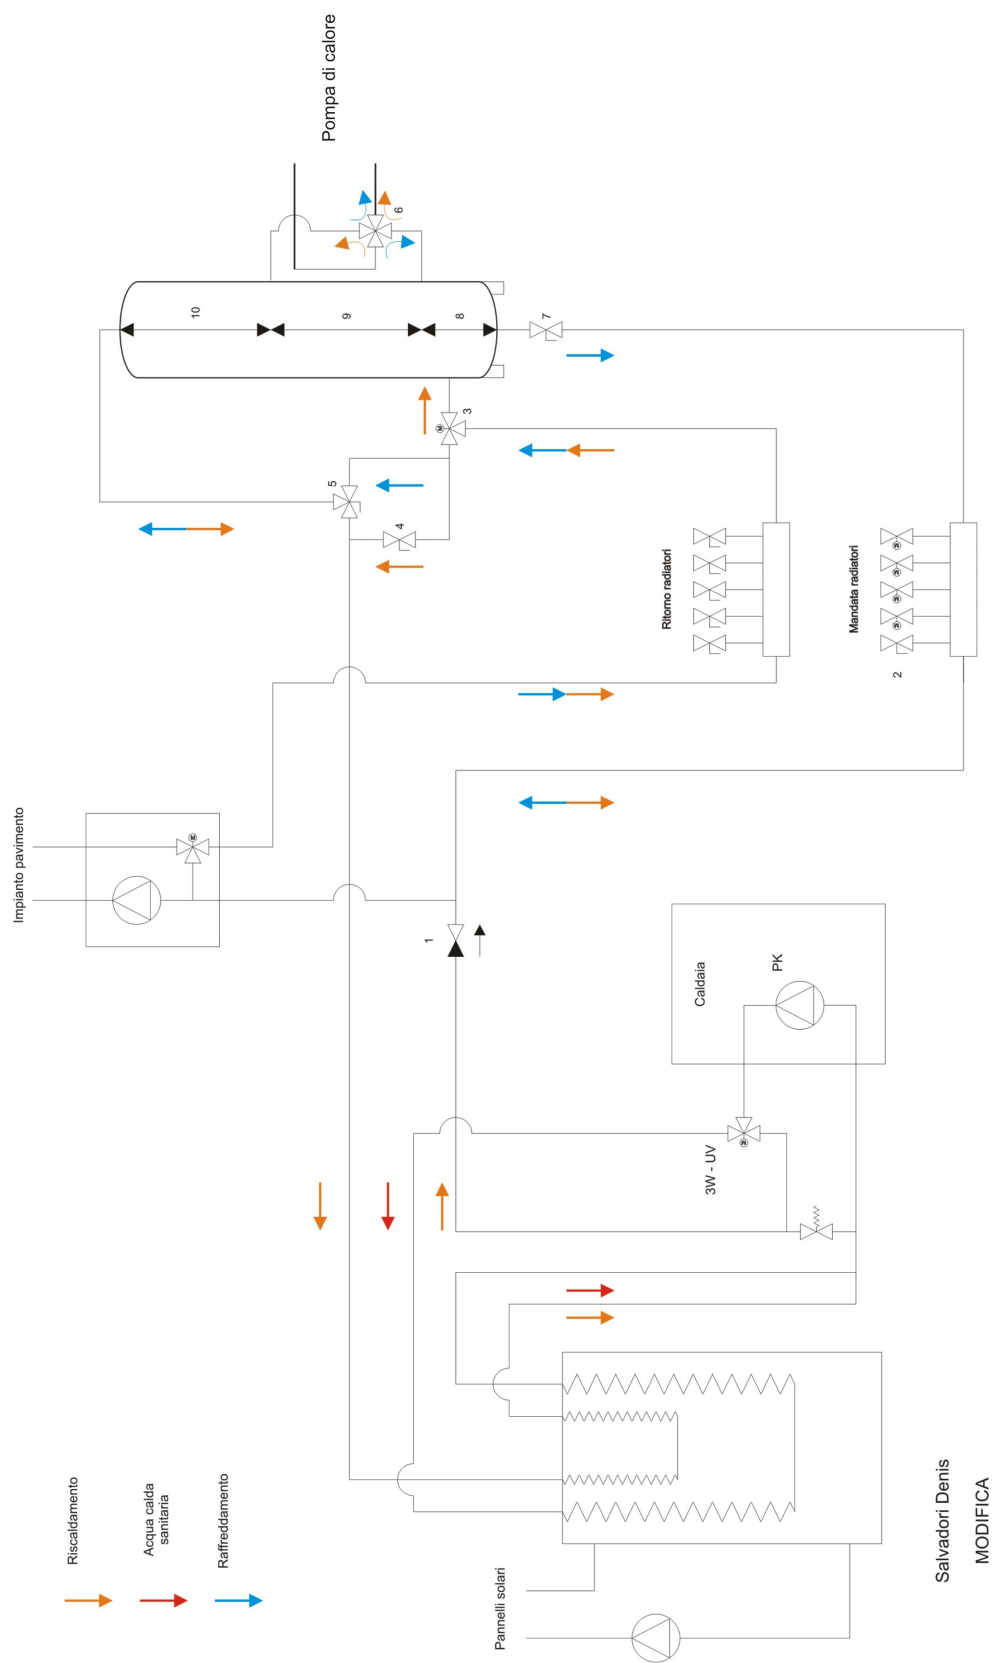 Pompa di calore
6
10
9
8
7
3
5
4
M
Ritorno radiatori
Mandata radiatori
2
Impianto pavimento
M
1
Caldaia
PK
3W - UV
Riscaldamento
Acqua calda
sanitaria
Raffreddamento
Pannelli solari
Salvadori Denis
MODIFICA